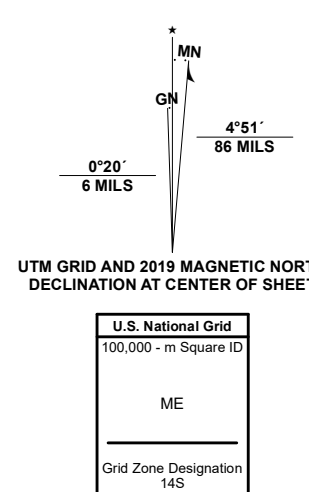 ★
MN
GN
4°51´
86 MILS
0°20´
6 MILS
UTM GRID AND 2019 MAGNETIC NORT
DECLINATION AT CENTER OF SHEET
U.S. National Grid
100,000 - m Square ID
ME
Grid Zone Designation
14S